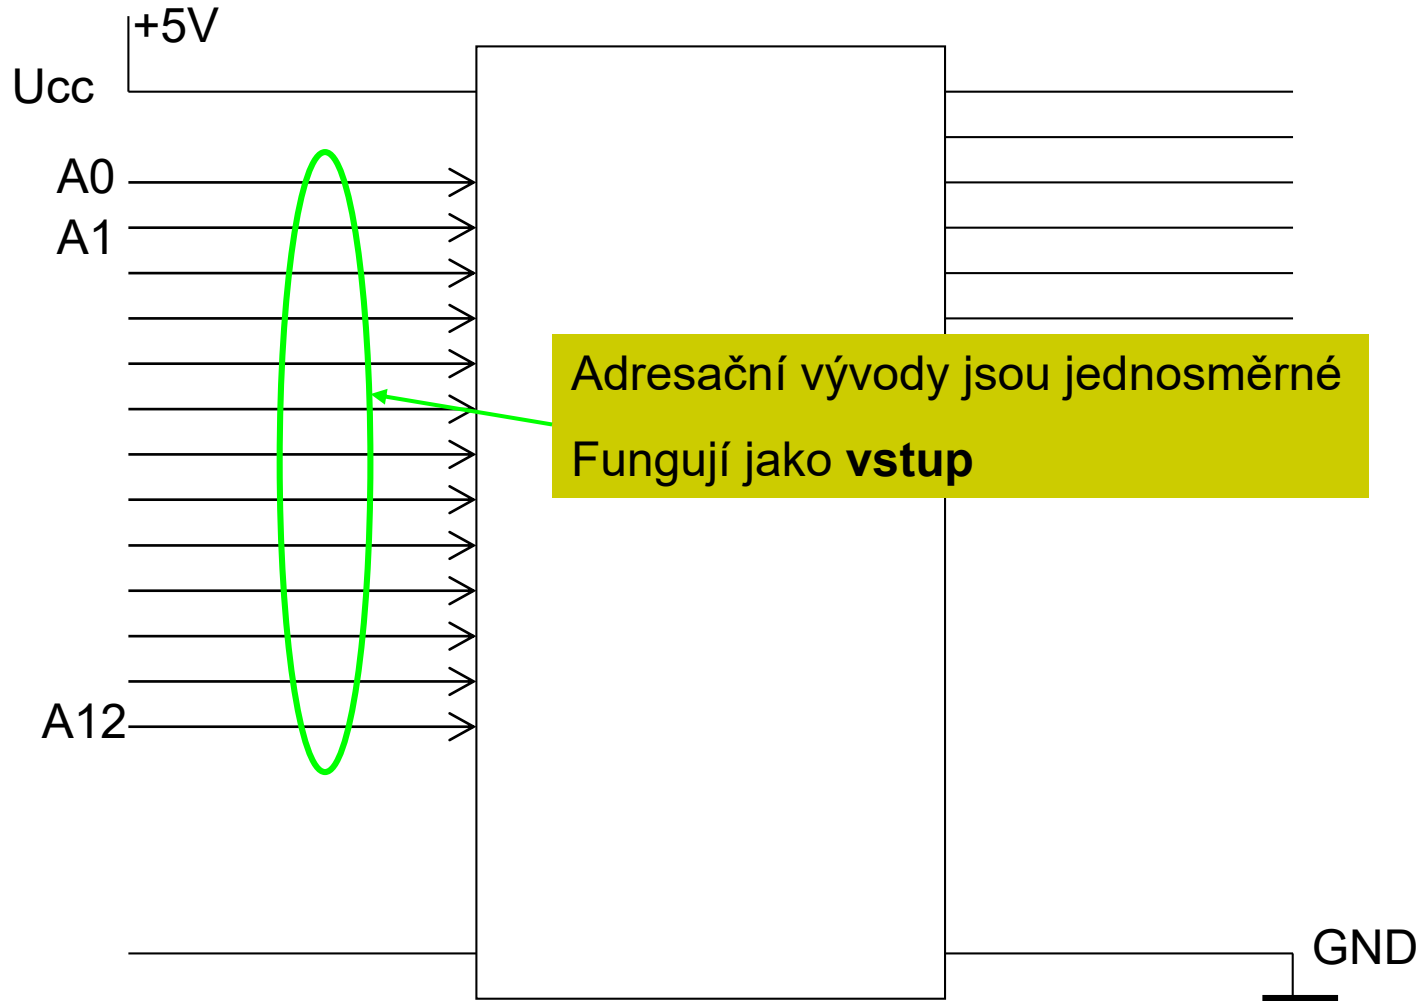 +5V
Ucc
A0
A1
Adresační vývody jsou jednosměrné
Fungují jako vstup
A12
GND